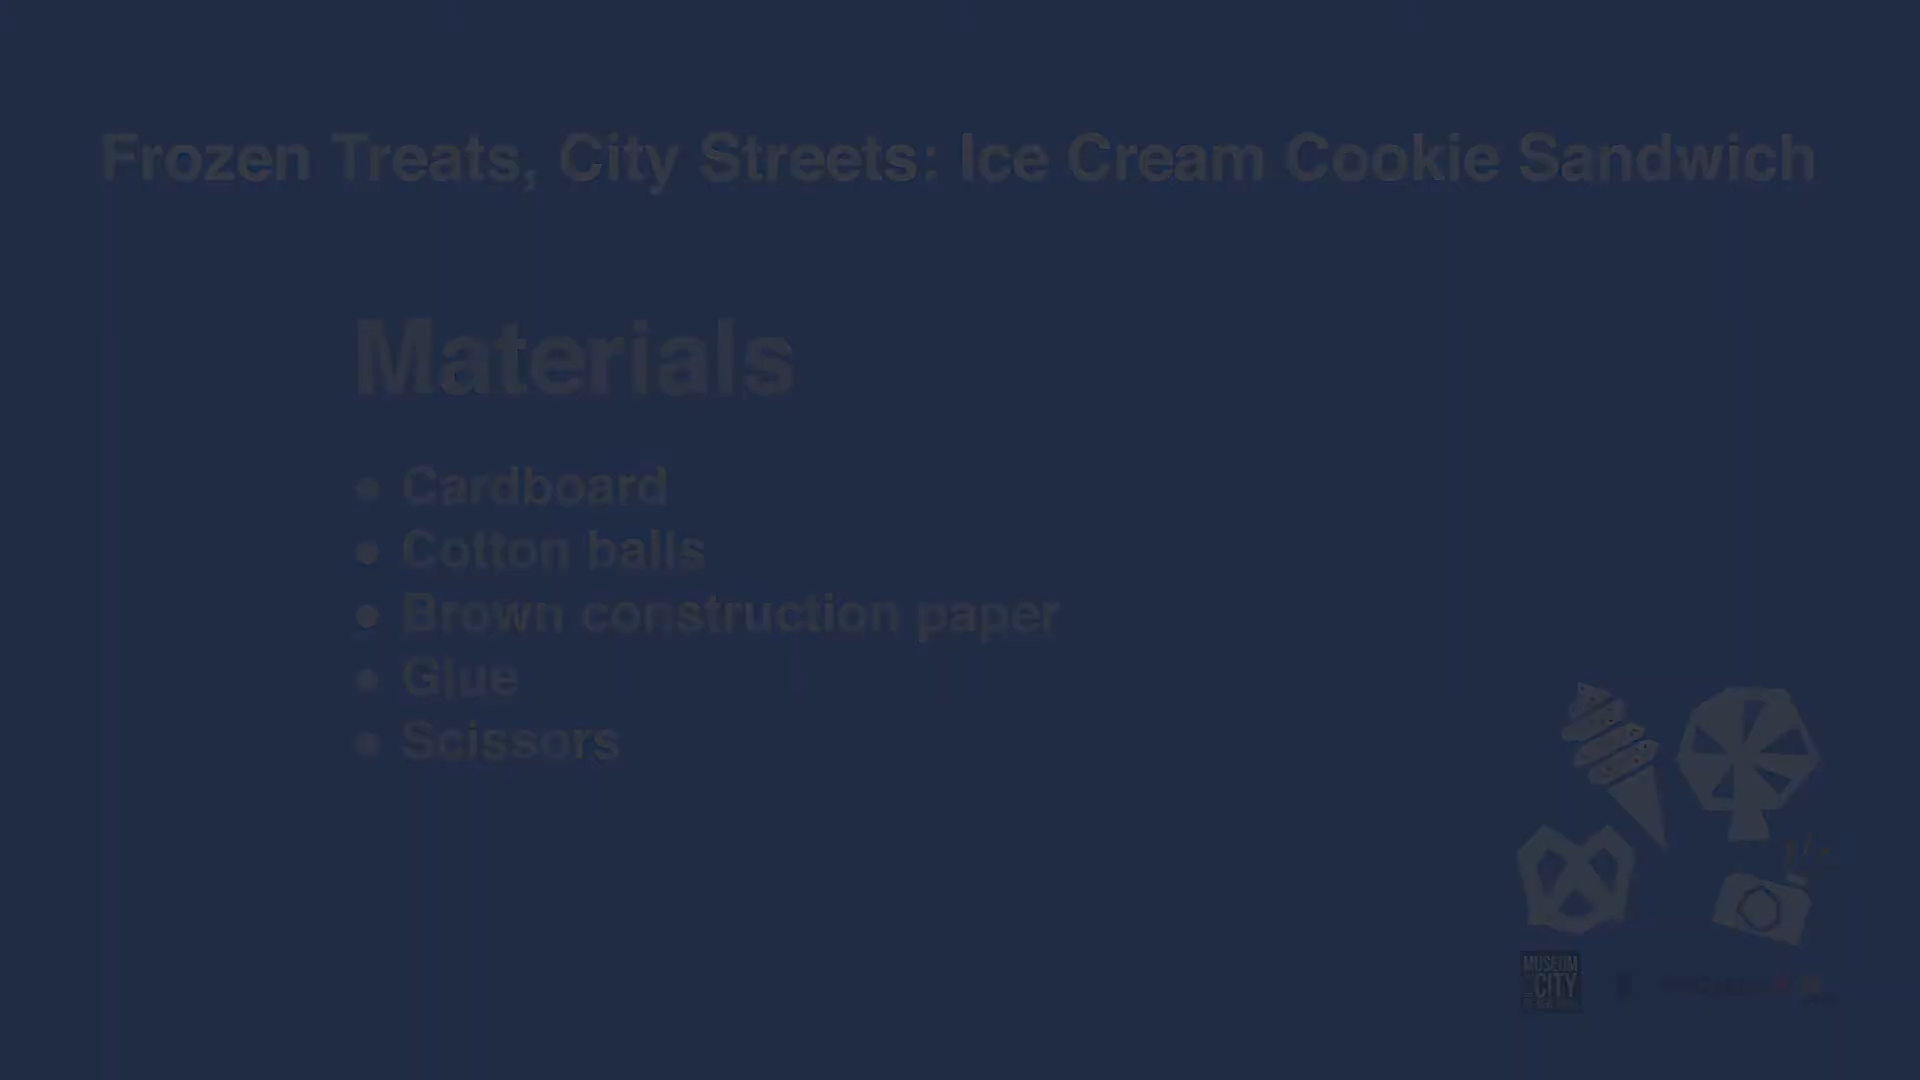 Frozen Treats, City Streets: Ice Cream Cookie Sandwich
Materials
• Cardboard
• Cotton balls
• Brown construction paper
• Glue
• Scissors
MUSEUM
CITY